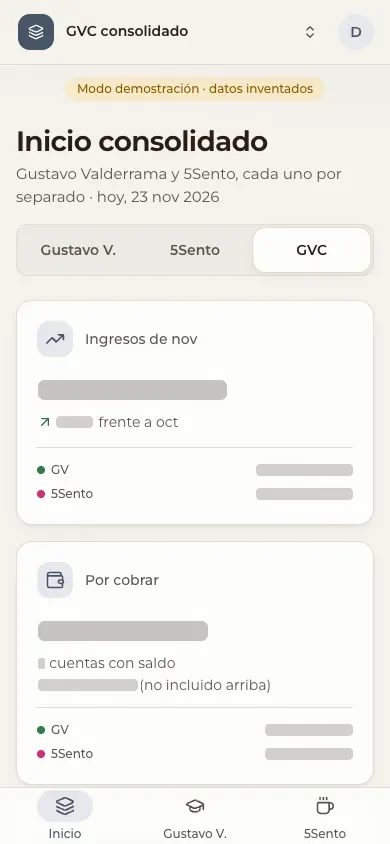 GVC consolidado
D
Modo demostración · datos inventados
Inicio consolidado
Gustavo Valderrama y 5Sento, cada uno por
separado · hoy, 23 nov 2026
Gustavo V.
5Sento
GVC
Ingresos de nov
frente a oct
GV
5Sento
Por cobrar
cuentas con saldo
(no incluido arriba)
GV
5Sento
Inicio
Gustavo V.
5Sento